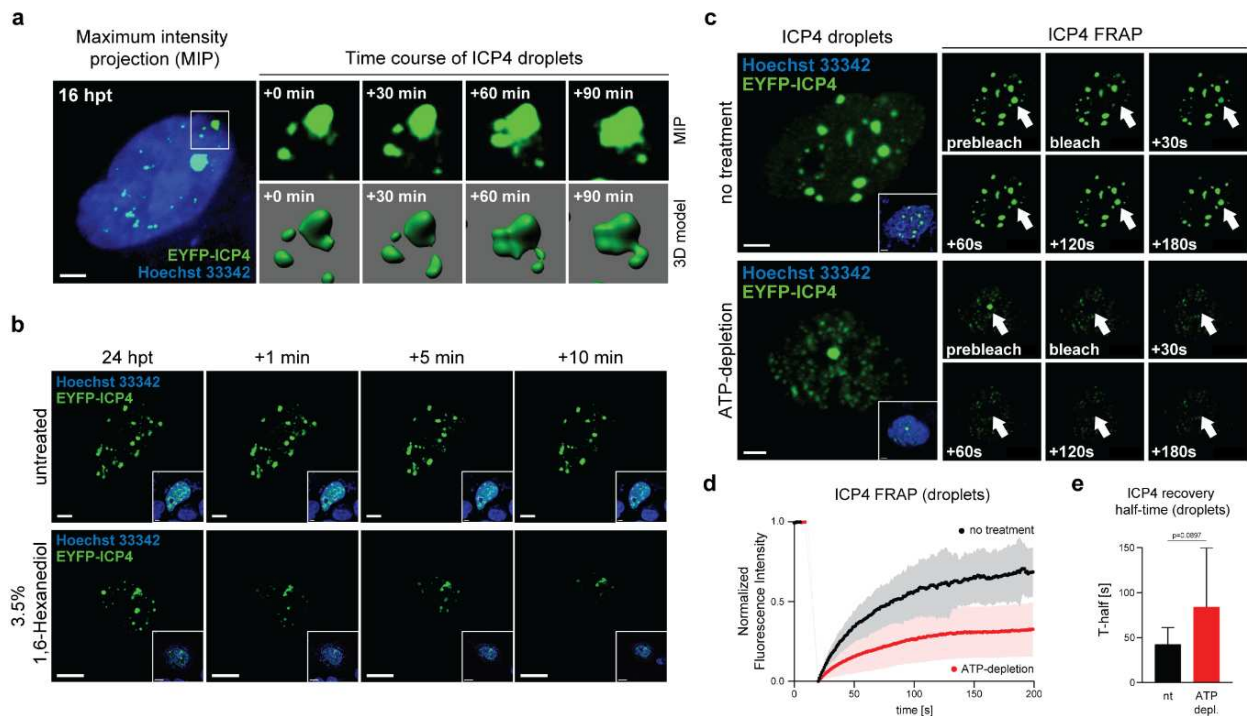 a
Maximum intensity
projection (MIP)
Time course of ICP4 droplets
16 hpt
EYFP-ICP4
Hoechst 33342
+0 min
+30 min
+60 min
+90 min
MIP
+0 min
+30 min
+60 min
+90 min
3D model
b
24 hpt
+1 min
+5 min
+10 min
untreated
Hoechst 33342
EYFP-ICP4
3.5%
1,6-Hexanediol
Hoechst 33342
EYFP-ICP4
c
ICP4 droplets
ICP4 FRAP
no treatment
Hoechst 33342
EYFP-ICP4
prebleach
bleach
+30s
+60s
+120s
+180s
ATP-depletion
Hoechst 33342
EYFP-ICP4
prebleach
bleach
+30s
+60s
+120s
+180s
d
ICP4 FRAP (droplets)
Normalized
Fluorescence Intensity
1.0
0.5
0.0
no treatment
ATP-depletion
0
50
100
150
200
time [s]
e
ICP4 recovery
half-time (droplets)
p=0.0897
T-half [s]
150
100
50
0
nt
ATP
depl.